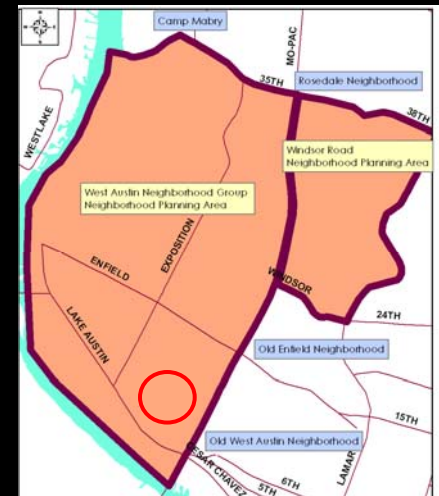 Camp Mabry
MO-PAC
35TH
Rosedale Neighborhood
38TH
WESTLAKE
Windsor Road
Neighborhood Planning Area
West Austin Neighborhood Group
Neighborhood Planning Area
EXPOSITION
ENFIELD
WINDSOR
LAKE AUSTIN
24TH
Old Enfield Neighborhood
15TH
Old West Austin Neighborhood
LAMAR
ESAR CHAVEZ
6TH
5TH